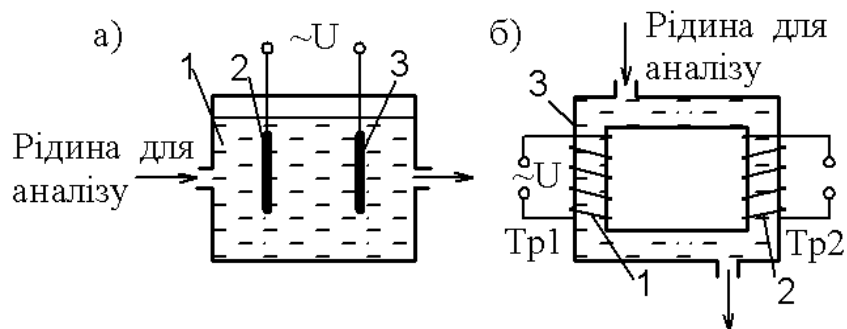 а)
~U
1
2
3
Рідина для
аналізу
б)
Рідина для
аналізу
3
~U
Тр1
Тр2
1
2